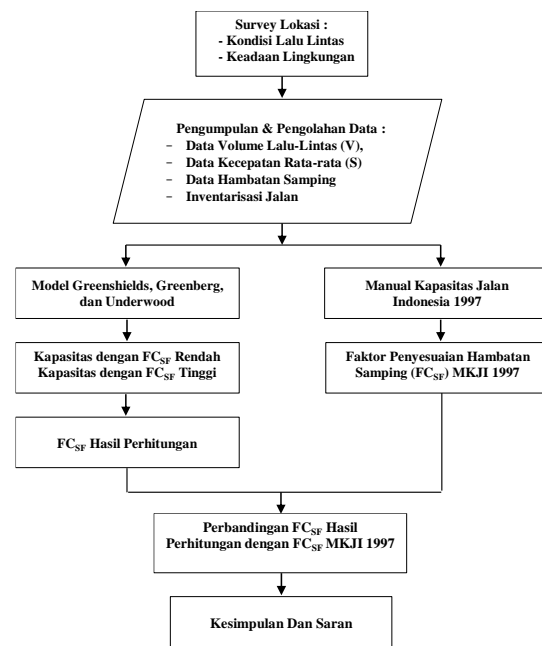 Survey Lokasi :
- Kondisi Lalu Lintas
- Keadaan Lingkungan
Pengumpulan & Pengolahan Data :
- Data Volume Lalu-Lintas (V),
- Data Kecepatan Rata-rata (S)
- Data Hambatan Samping
- Inventarisasi Jalan
Model Greenshields, Greenberg,
dan Underwood
Manual Kapasitas Jalan
Indonesia 1997
Kapasitas dengan FCSF Rendah
Kapasitas dengan FCSF Tinggi
Faktor Penyesuaian Hambatan
Samping (FCSF) MKJI 1997
FCSF Hasil Perhitungan
Perbandingan FCSF Hasil
Perhitungan dengan FCSF MKJI 1997
Kesimpulan Dan Saran